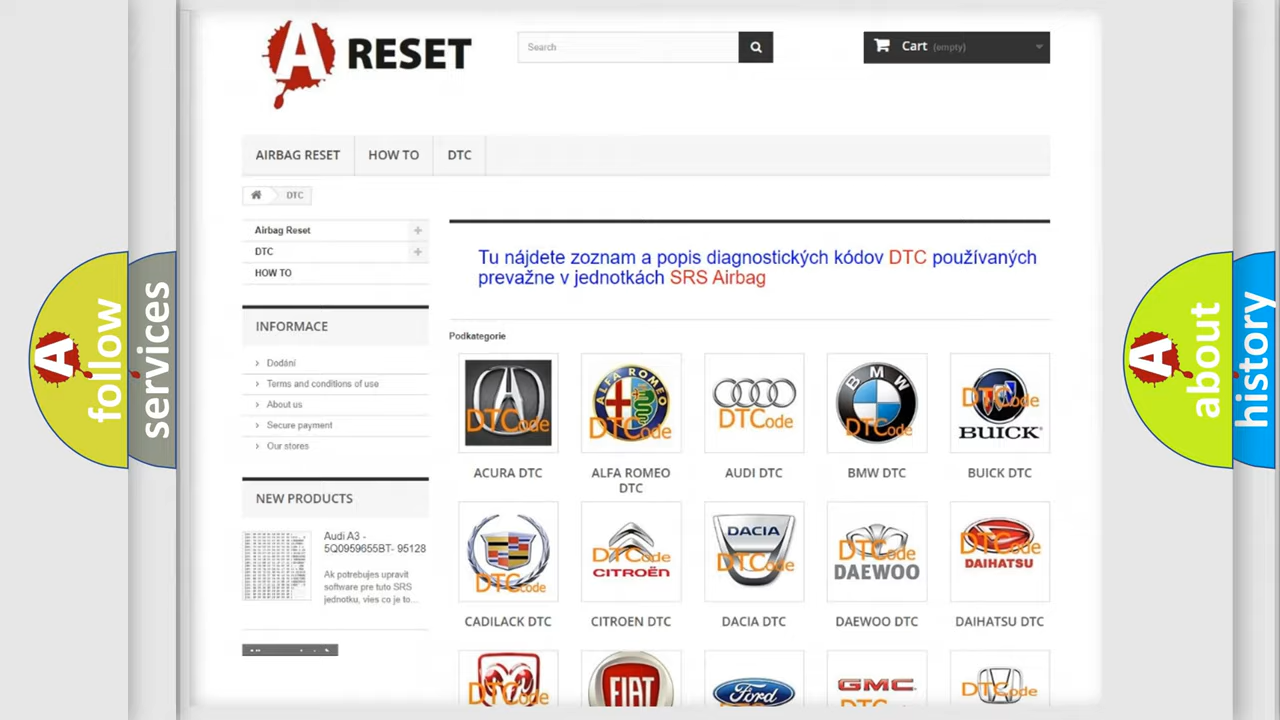 A RESET
Search
Cart (empty)
AIRBAG RESET
HOW TO
DTC
DTC
Airbag Reset
DTC
HOW TO
INFORMACE
Dodání
Terms and conditions of use
About us
Secure payment
Our stores
NEW PRODUCTS
Audi A3 -
5Q0959655BT- 95128
Ak potrebujes upravit
software pre tuto SRS
jednotku, vies co je to...
Tu nájdete zoznam a popis diagnostických kódov DTC používaných
prevažne v jednotkách SRS Airbag
Podkategorie
DTCode
ALFA ROMEO
DTCode
DTCode
BMW
DTCode
DTCode
BUICK
ACURA DTC
ALFA ROMEO
DTC
AUDI DTC
BMW DTC
BUICK DTC
DTCode
DTCode
CITROËN
DACIA
DTCode
DTCode
DAEWOO
DTCode
DAIHATSU
CADILACK DTC
CITROEN DTC
DACIA DTC
DAEWOO DTC
DAIHATSU DTC
DTCode
FIAT
Ford
GMC
DTCode
A follow
services
A about
history